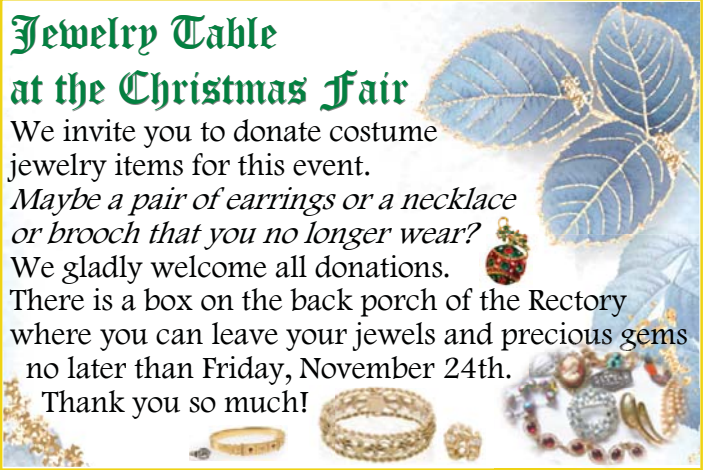 Jewelry Table
at the Christmas Fair
We invite you to donate costume
jewelry items for this event.
Maybe a pair of earrings or a necklace
or brooch that you no longer wear?
We gladly welcome all donations.
There is a box on the back porch of the Rectory
where you can leave your jewels and precious gems
no later than Friday, November 24th.
Thank you so much!